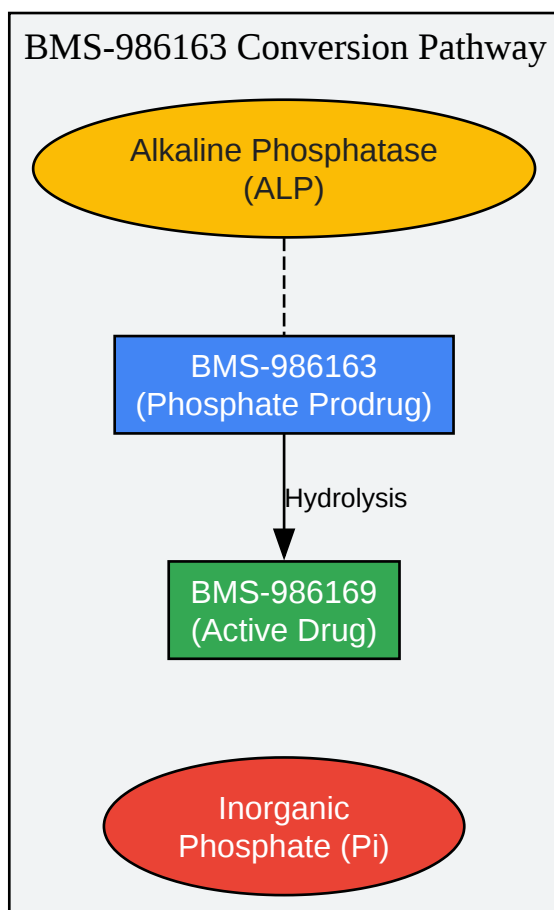 BMS-986163 Conversion Pathway
Alkaline Phosphatase
(ALP)
BMS-986163
(Phosphate Prodrug)
Hydrolysis
BMS-986169
(Active Drug)
Inorganic
Phosphate (Pi)